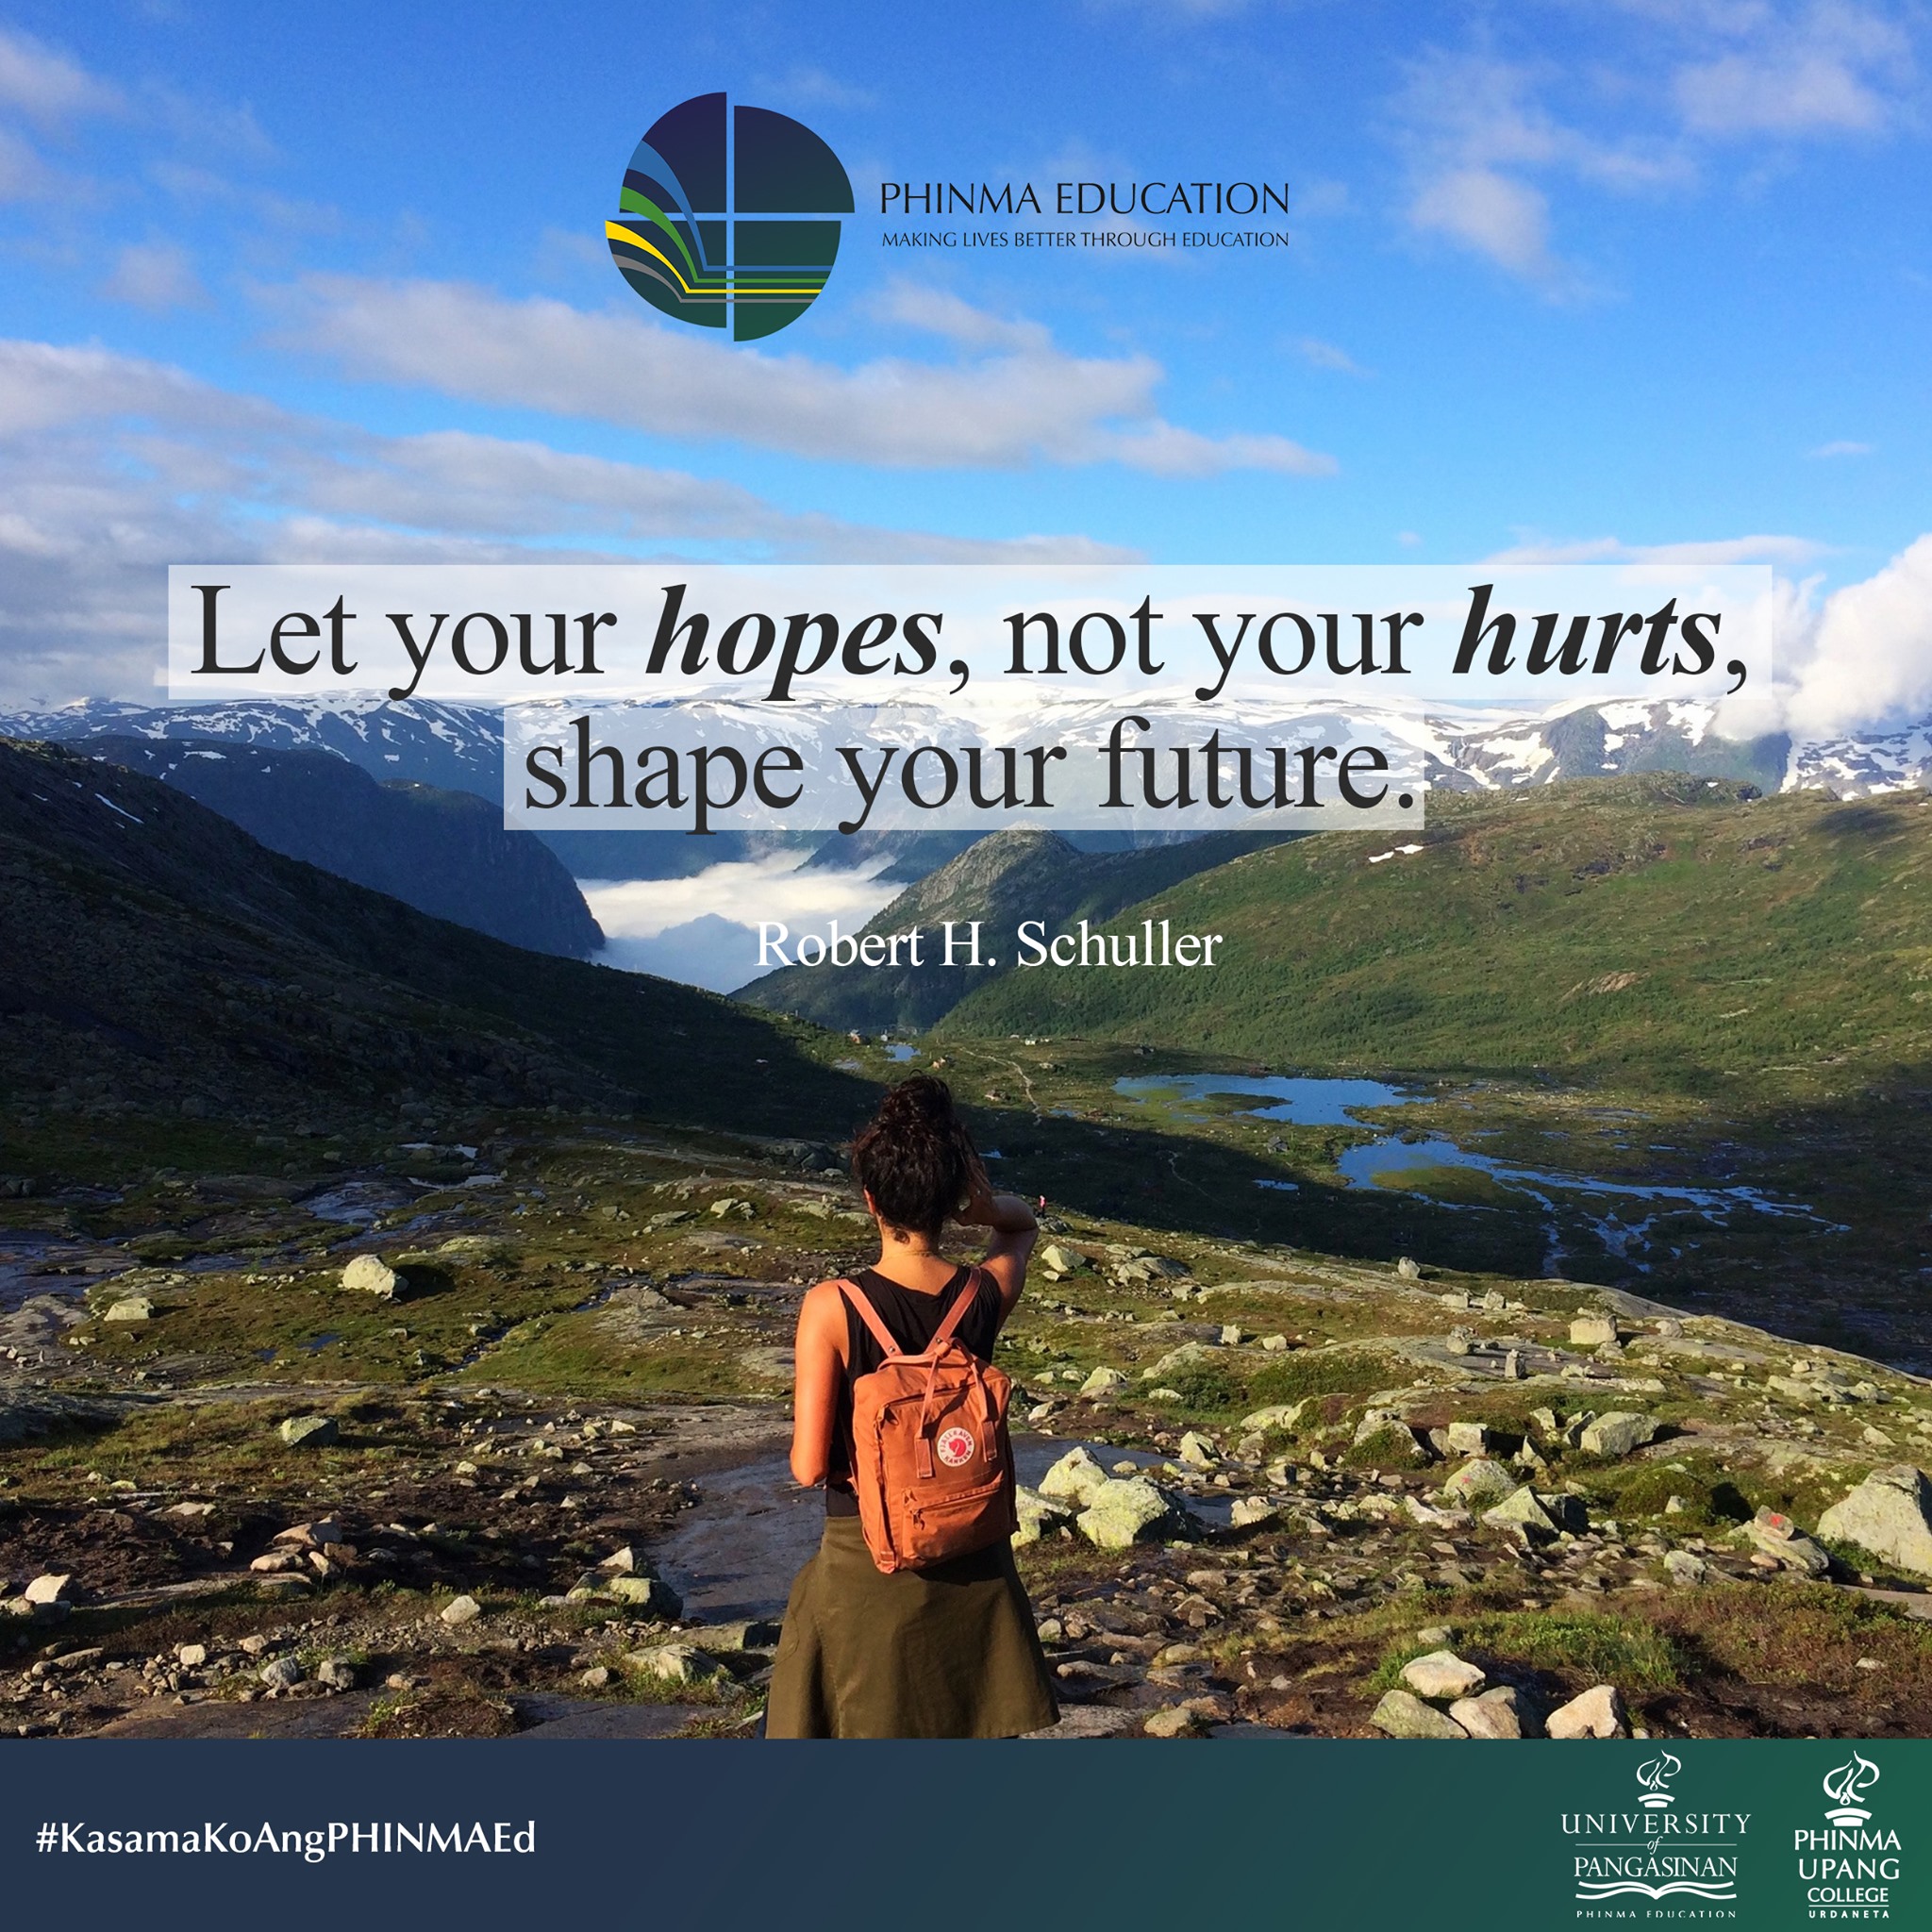 PHINMA EDUCATION
MAKING LIVES BETTER THROUGH EDUCATION
Let your hopes, not your hurts,
shape your future.
Robert H. Schuller
#KasamaKoAngPHINMAEd
UNIVERSITY
of
PANGASINAN
PHINMA EDUCATION
PHINMA
UPANG
COLLEGE
URDANETA